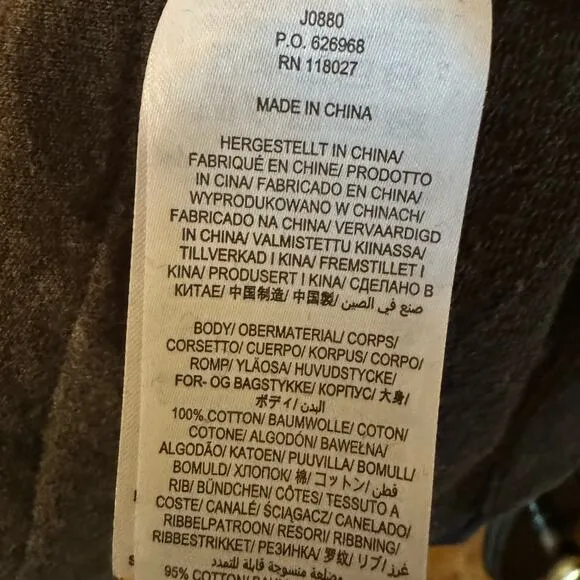 J0880
P.O. 626968
RN 118027
MADE IN CHINA
HERGESTELLT IN CHINA/
FABRIQUÉ EN CHINE/ PRODOTTO
IN CINA/ FABRICADO EN CHINA/
WYPRODUKOWANO W CHINACH/
FABRICADO NA CHINA/ VERVAARDIGD
IN CHINA/ VALMISTETTU KIINASSA/
TILLVERKAD I KINA/ FREMSTILLET I
KINA/ PRODUSERT I KINA/ СДЕЛАНО В
КИТАЕ/ 中国制造/ 中国製/ صنع في الصين
BODY/ OBERMATERIAL/ CORPS/
CORSETTO/ CUERPO/ KORPUS/ CORPO/
ROMP/ YLÄOSA/ HUVUDSTYCKE/
FOR- OG BAGSTYKKE/ КОРПУС/ 大身/
ボディ/ البدن
100% COTTON/ BAUMWOLLE/ COTON/
COTONE/ ALGODÓN/ BAWEŁNA/
ALGODÃO/ KATOEN/ PUUVILLA/ BOMULL/
BOMULD/ ХЛОПОК/ 棉/ コットン/ قطن
RIB/ BÜNDCHEN/ CÔTES/ TESSUTO A
COSTE/ CANALÉ/ ŚCIĄGACZ/ CANELADO/
RIBBELPATROON/ RESORI/ RIBBNING/
RIBBESTRIKKET/ РЕЗИНКА/ 罗纹/ リブ/ غرز
مضلعة منسوجة قابلة للتمدد
95% COTTON/